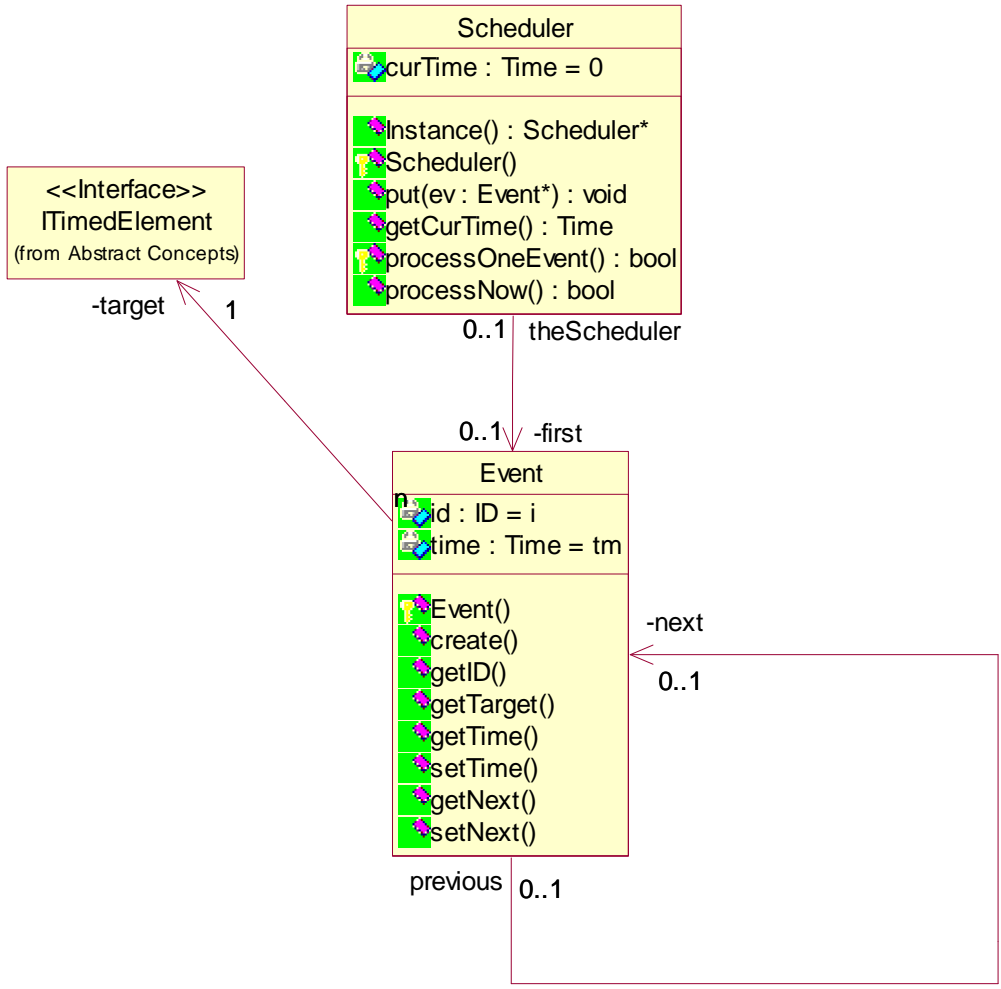 Scheduler
curTime : Time = 0
Instance() : Scheduler*
Scheduler()
put(ev : Event*) : void
getCurTime() : Time
processOneEvent() : bool
processNow() : bool
<<Interface>>
ITimedElement
(from Abstract Concepts)
-target
1
0..1
theScheduler
0..1
-first
Event
n
id : ID = i
time : Time = tm
Event()
create()
getID()
getTarget()
getTime()
setTime()
getNext()
setNext()
-next
0..1
previous
0..1